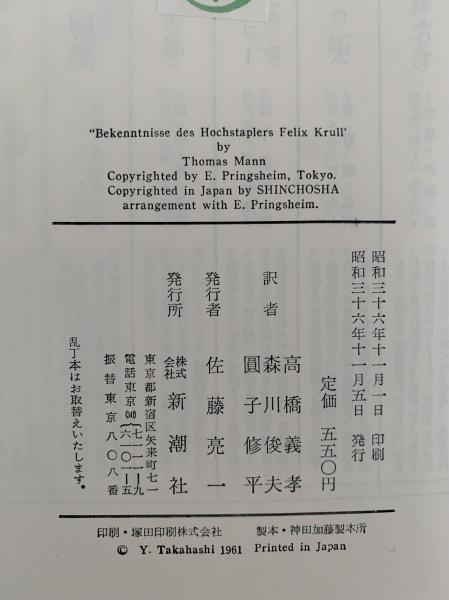 "Bekenntnisse des Hochstaplers Felix Krull'
by
Thomas Mann
Copyrighted by E. Pringsheim, Tokyo.
Copyrighted in Japan by SHINCHOSHA
arrangement with E. Pringsheim.
昭和三十六年十一月一日 印刷
昭和三十六年十一月五日 発行
定価 五五〇円
訳者 高橋義孝
森川俊夫
圓子修平
発行者 佐藤亮一
発行所 株式会社 新潮社
東京都新宿区矢来町七一
電話東京
振替東京八〇八番
乱丁本はお取替えいたします。
印刷・塚田印刷株式会社 製本・神田加藤製本所
© Y. Takahashi 1961 Printed in Japan